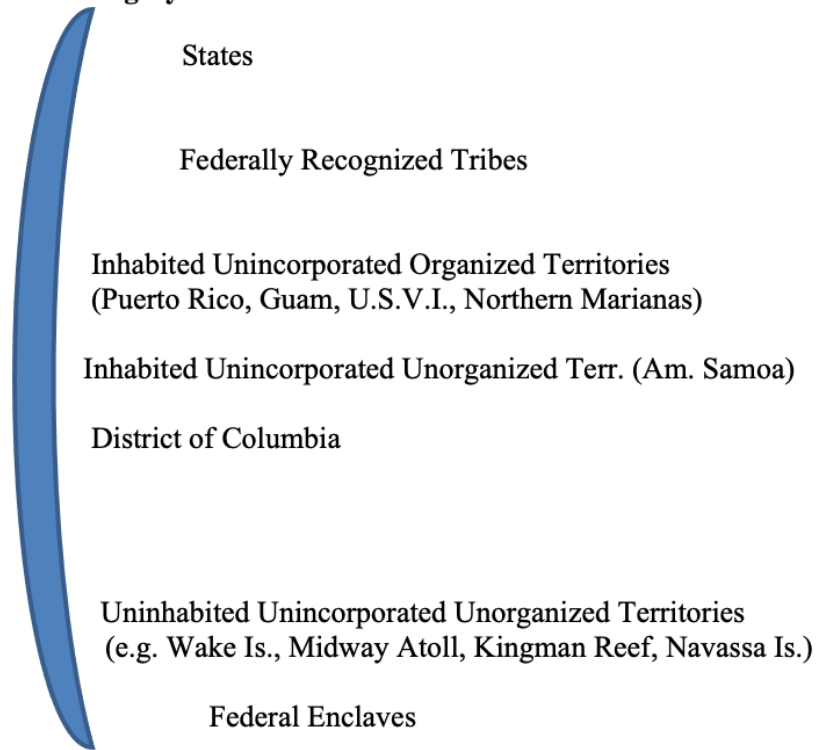 States
Federally Recognized Tribes
Inhabited Unincorporated Organized Territories
(Puerto Rico, Guam, U.S.V.I., Northern Marianas)
Inhabited Unincorporated Unorganized Terr. (Am. Samoa)
District of Columbia
Uninhabited Unincorporated Unorganized Territories
(e.g. Wake Is., Midway Atoll, Kingman Reef, Navassa Is.)
Federal Enclaves